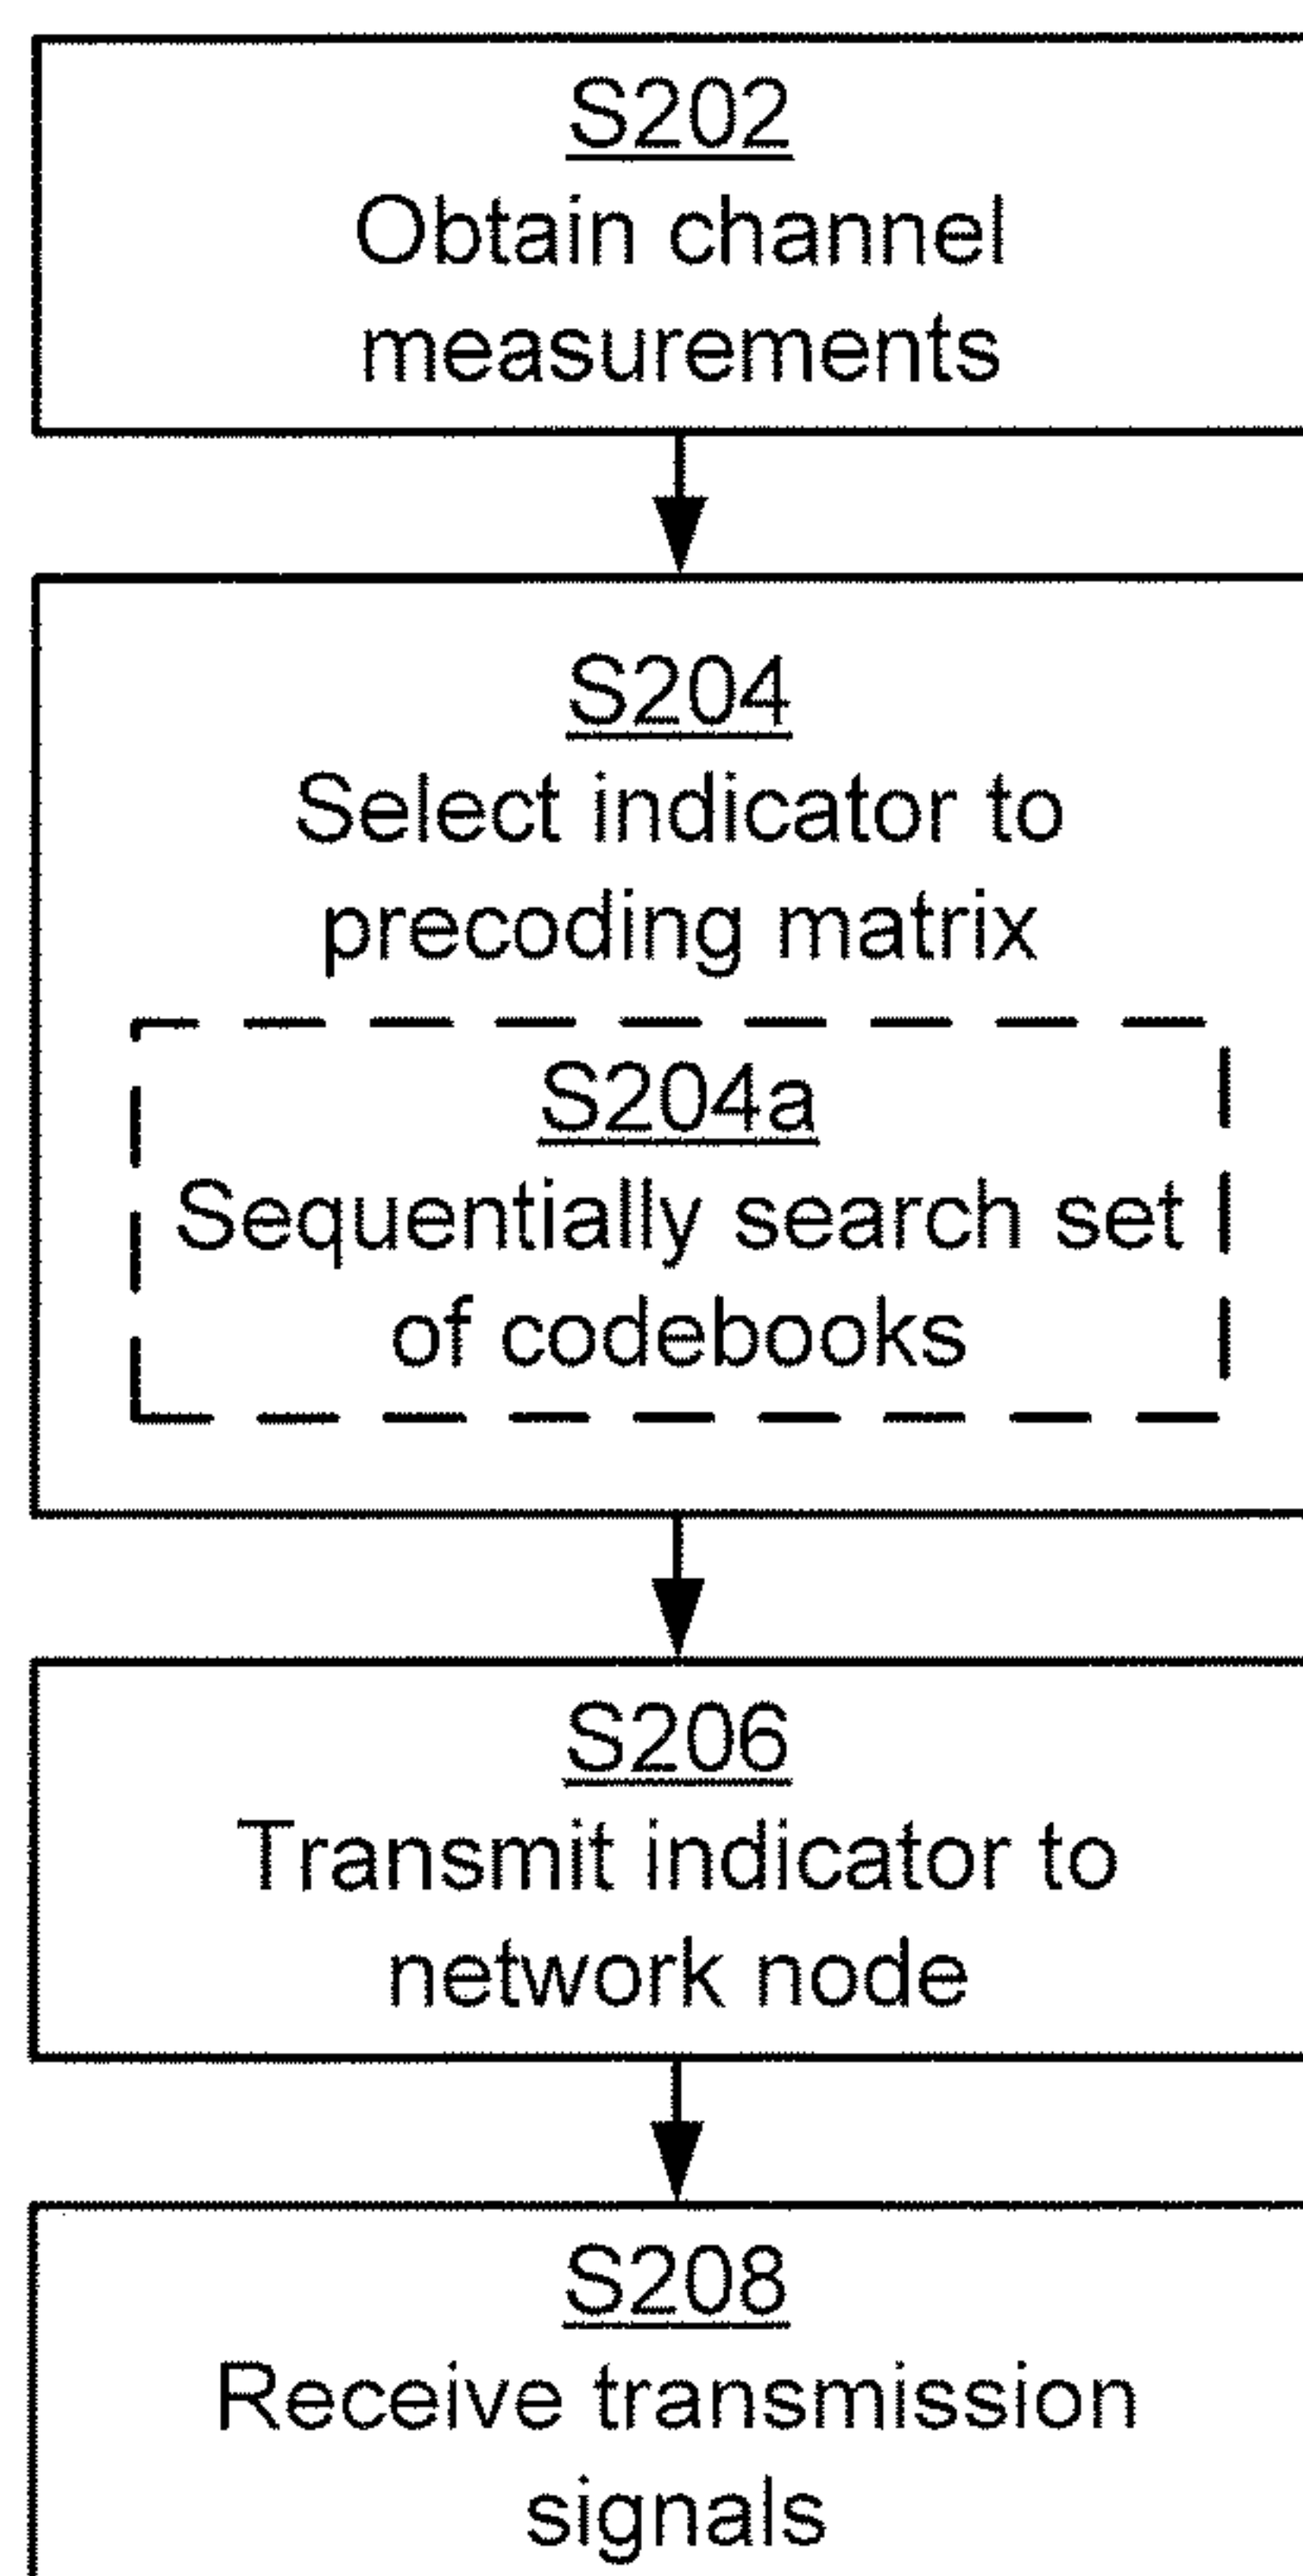 S202
Obtain channel
measurements
S204
Select indicator to
precoding matrix
S204a
Sequentially search set
of codebooks
S206
Transmit indicator to
network node
S208
Receive transmission
signals